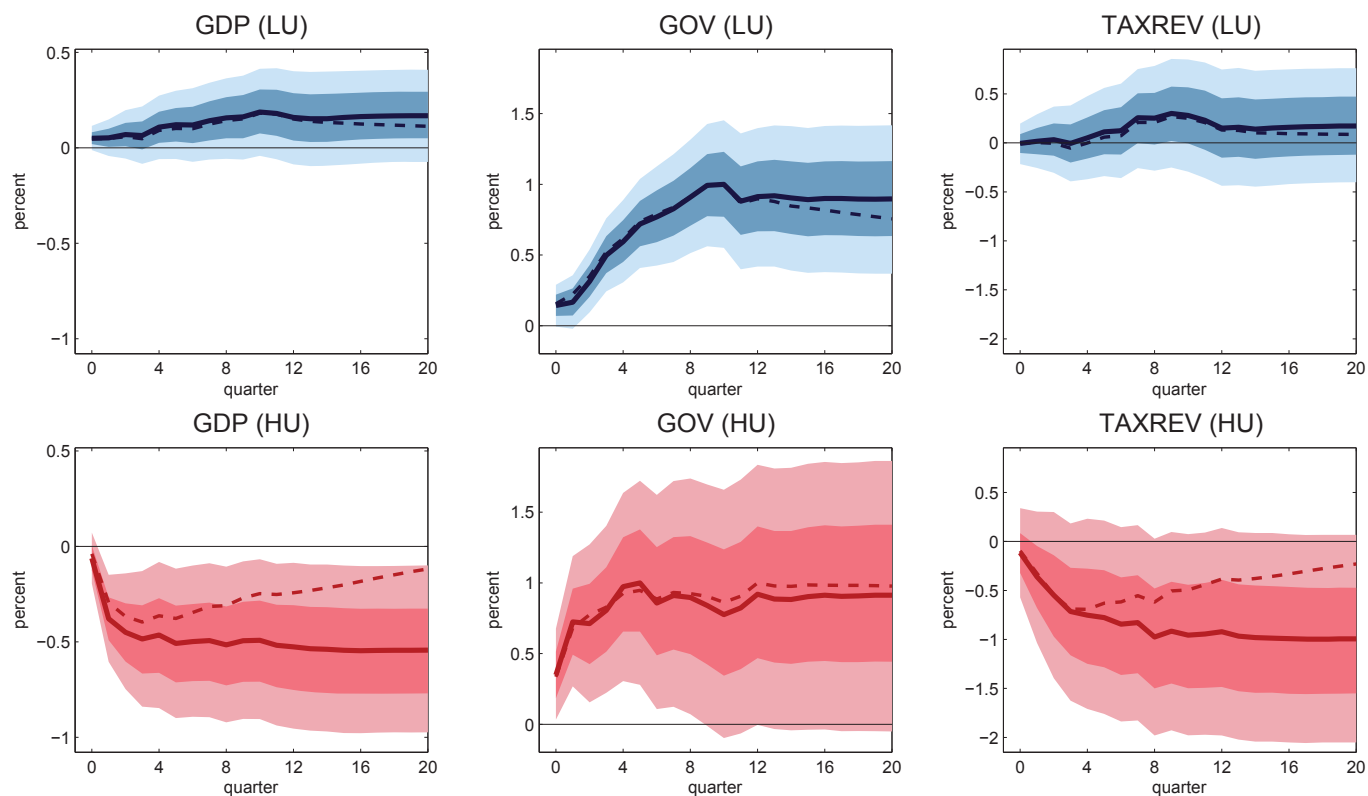 GDP (LU)
percent
0.5
0
−0.5
−1
0 4 8 12 16 20
quarter
GOV (LU)
percent
1.5
1
0.5
0
0 4 8 12 16 20
quarter
TAXREV (LU)
percent
0.5
0
−0.5
−1
−1.5
−2
0 4 8 12 16 20
quarter
GDP (HU)
percent
0.5
0
−0.5
−1
0 4 8 12 16 20
quarter
GOV (HU)
percent
1.5
1
0.5
0
0 4 8 12 16 20
quarter
TAXREV (HU)
percent
0.5
0
−0.5
−1
−1.5
−2
0 4 8 12 16 20
quarter